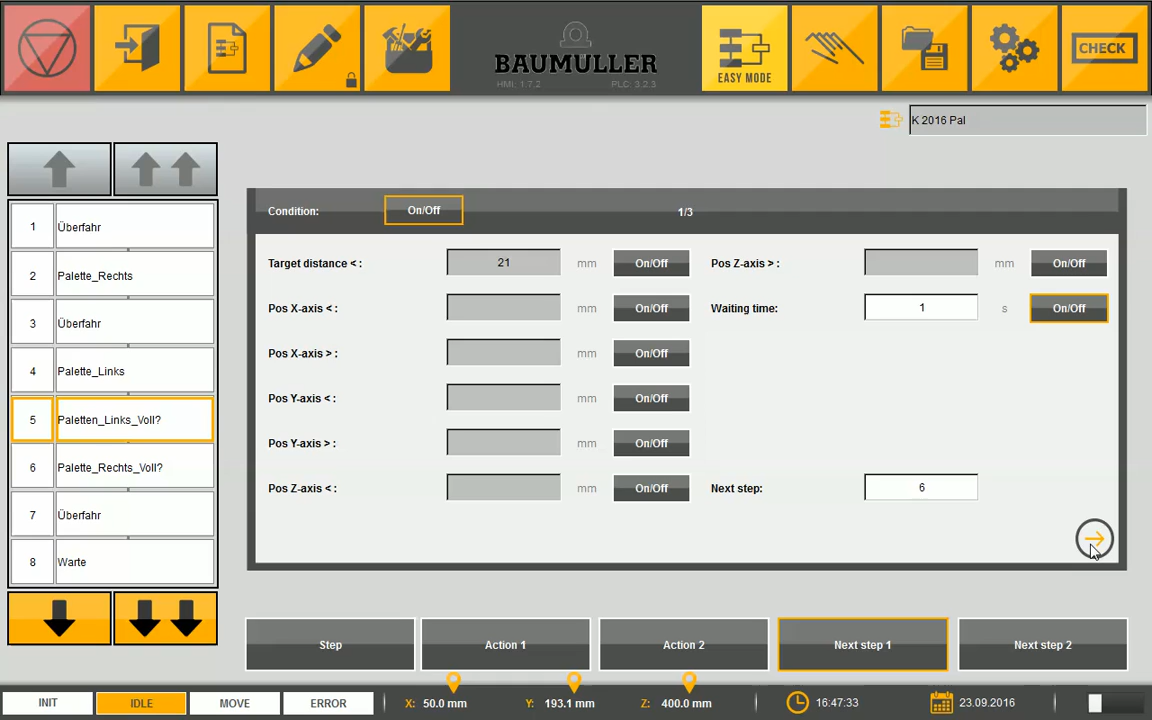 BAUMULLER
HMI: 1.7.2 PLC: 3.2.3
EASY MODE
CHECK
K 2016 Pal
1 Überfahr
2 Palette_Rechts
3 Überfahr
4 Palette_Links
5 Paletten_Links_Voll?
6 Palette_Rechts_Voll?
7 Überfahr
8 Warte
Condition: On/Off 1/3
Target distance < : 21 mm On/Off Pos Z-axis > : mm On/Off
Pos X-axis < : mm On/Off Waiting time: 1 s On/Off
Pos X-axis > : mm On/Off
Pos Y-axis < : mm On/Off
Pos Y-axis > : mm On/Off
Pos Z-axis < : mm On/Off Next step: 6
Step Action 1 Action 2 Next step 1 Next step 2
INIT IDLE MOVE ERROR X: 50.0 mm Y: 193.1 mm Z: 400.0 mm 16:47:33 23.09.2016